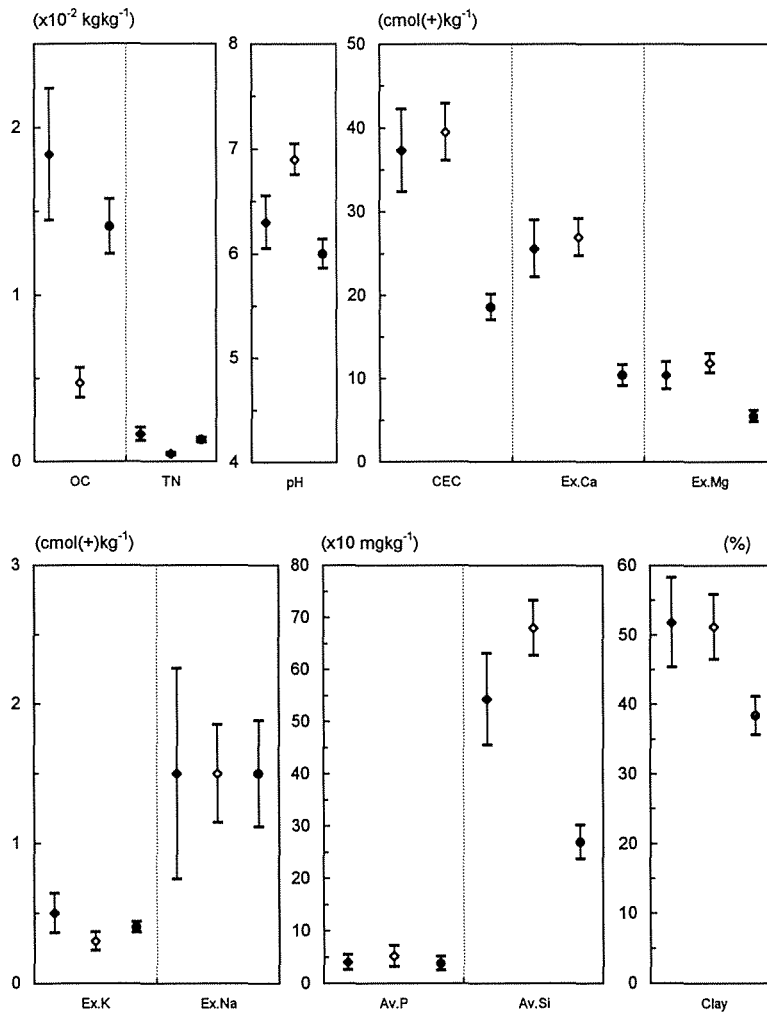 (x10⁻² kgkg⁻¹)
(cmol(+)kg⁻¹)
2
1
0
OC
TN
8
7
6
5
4
pH
50
40
30
20
10
0
CEC
Ex.Ca
Ex.Mg
(cmol(+)kg⁻¹)
(x10 mgkg⁻¹)
(%)
3
2
1
0
Ex.K
Ex.Na
80
70
60
50
40
30
20
10
0
Av.P
Av.Si
60
50
40
30
20
10
0
Clay